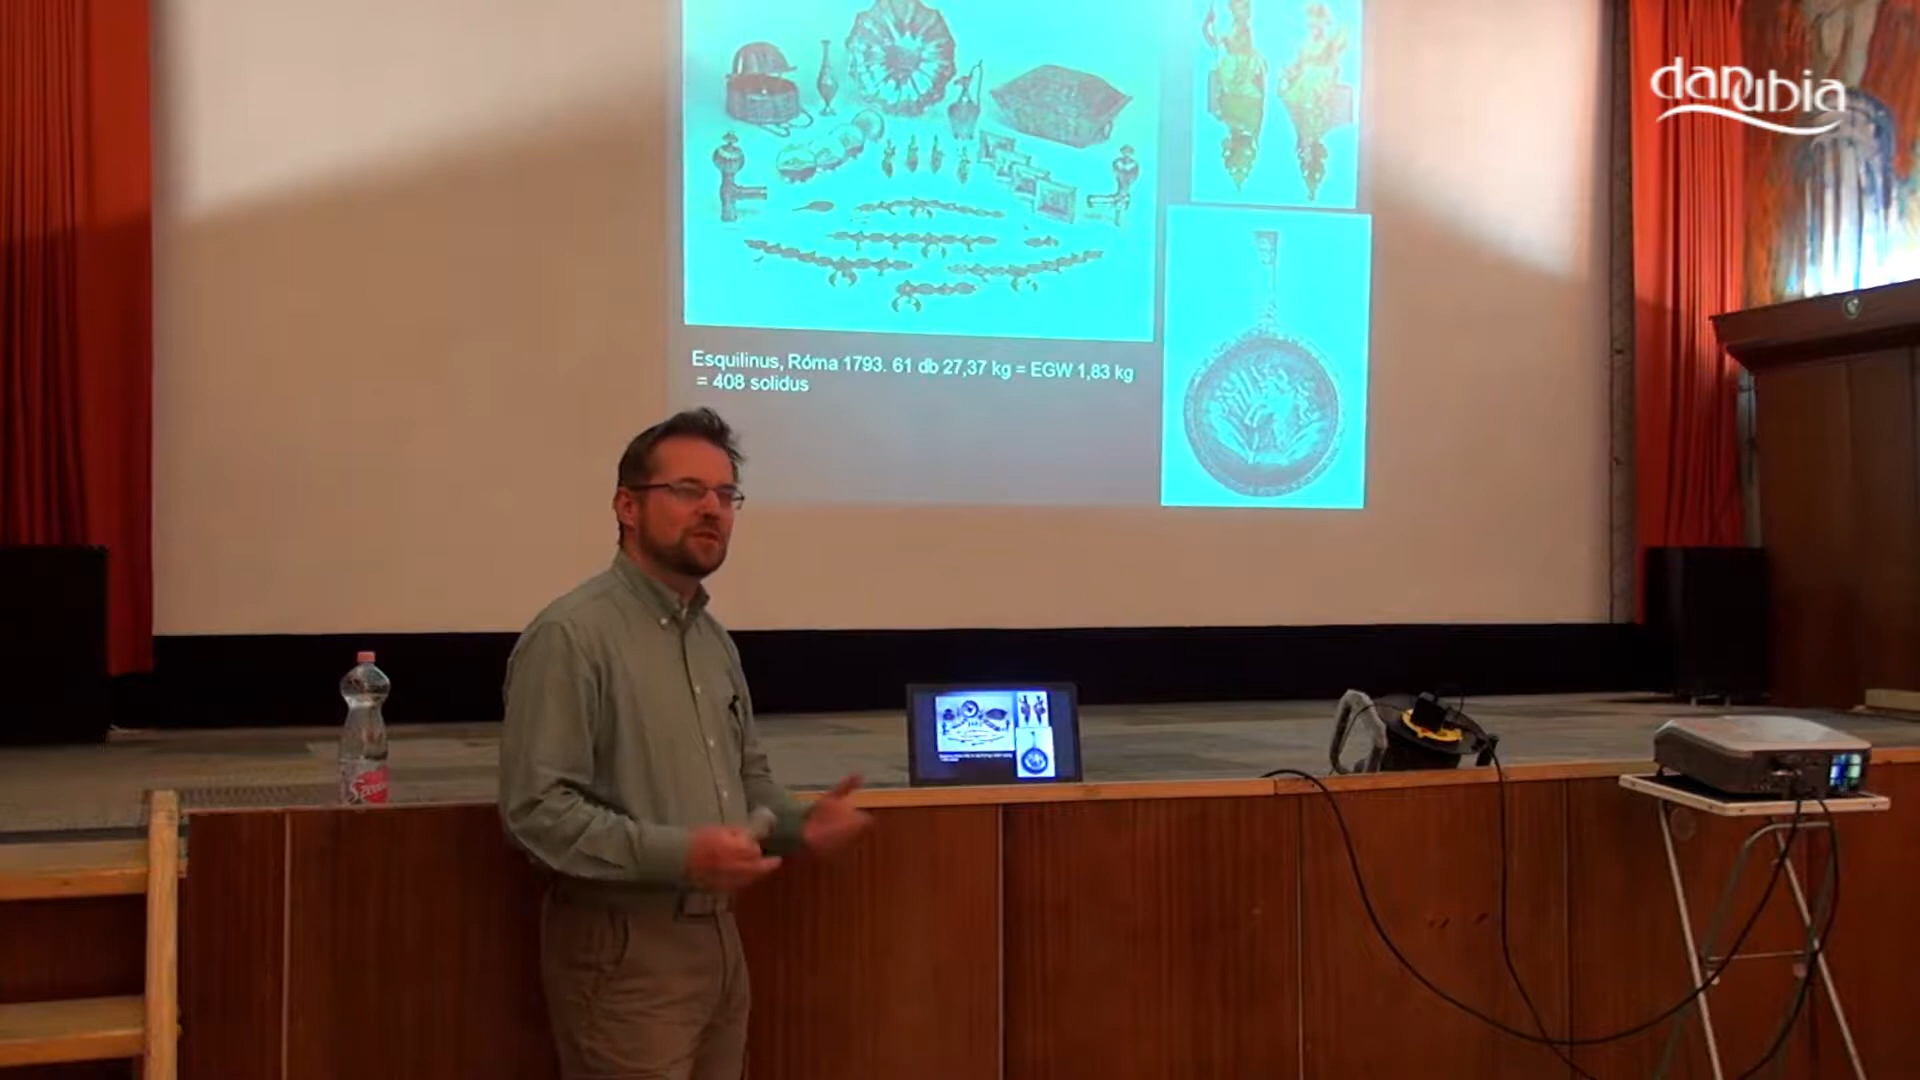 danubia
Esquilinus, Róma 1793. 61 db 27,37 kg = EGW 1,83 kg
= 408 solidus